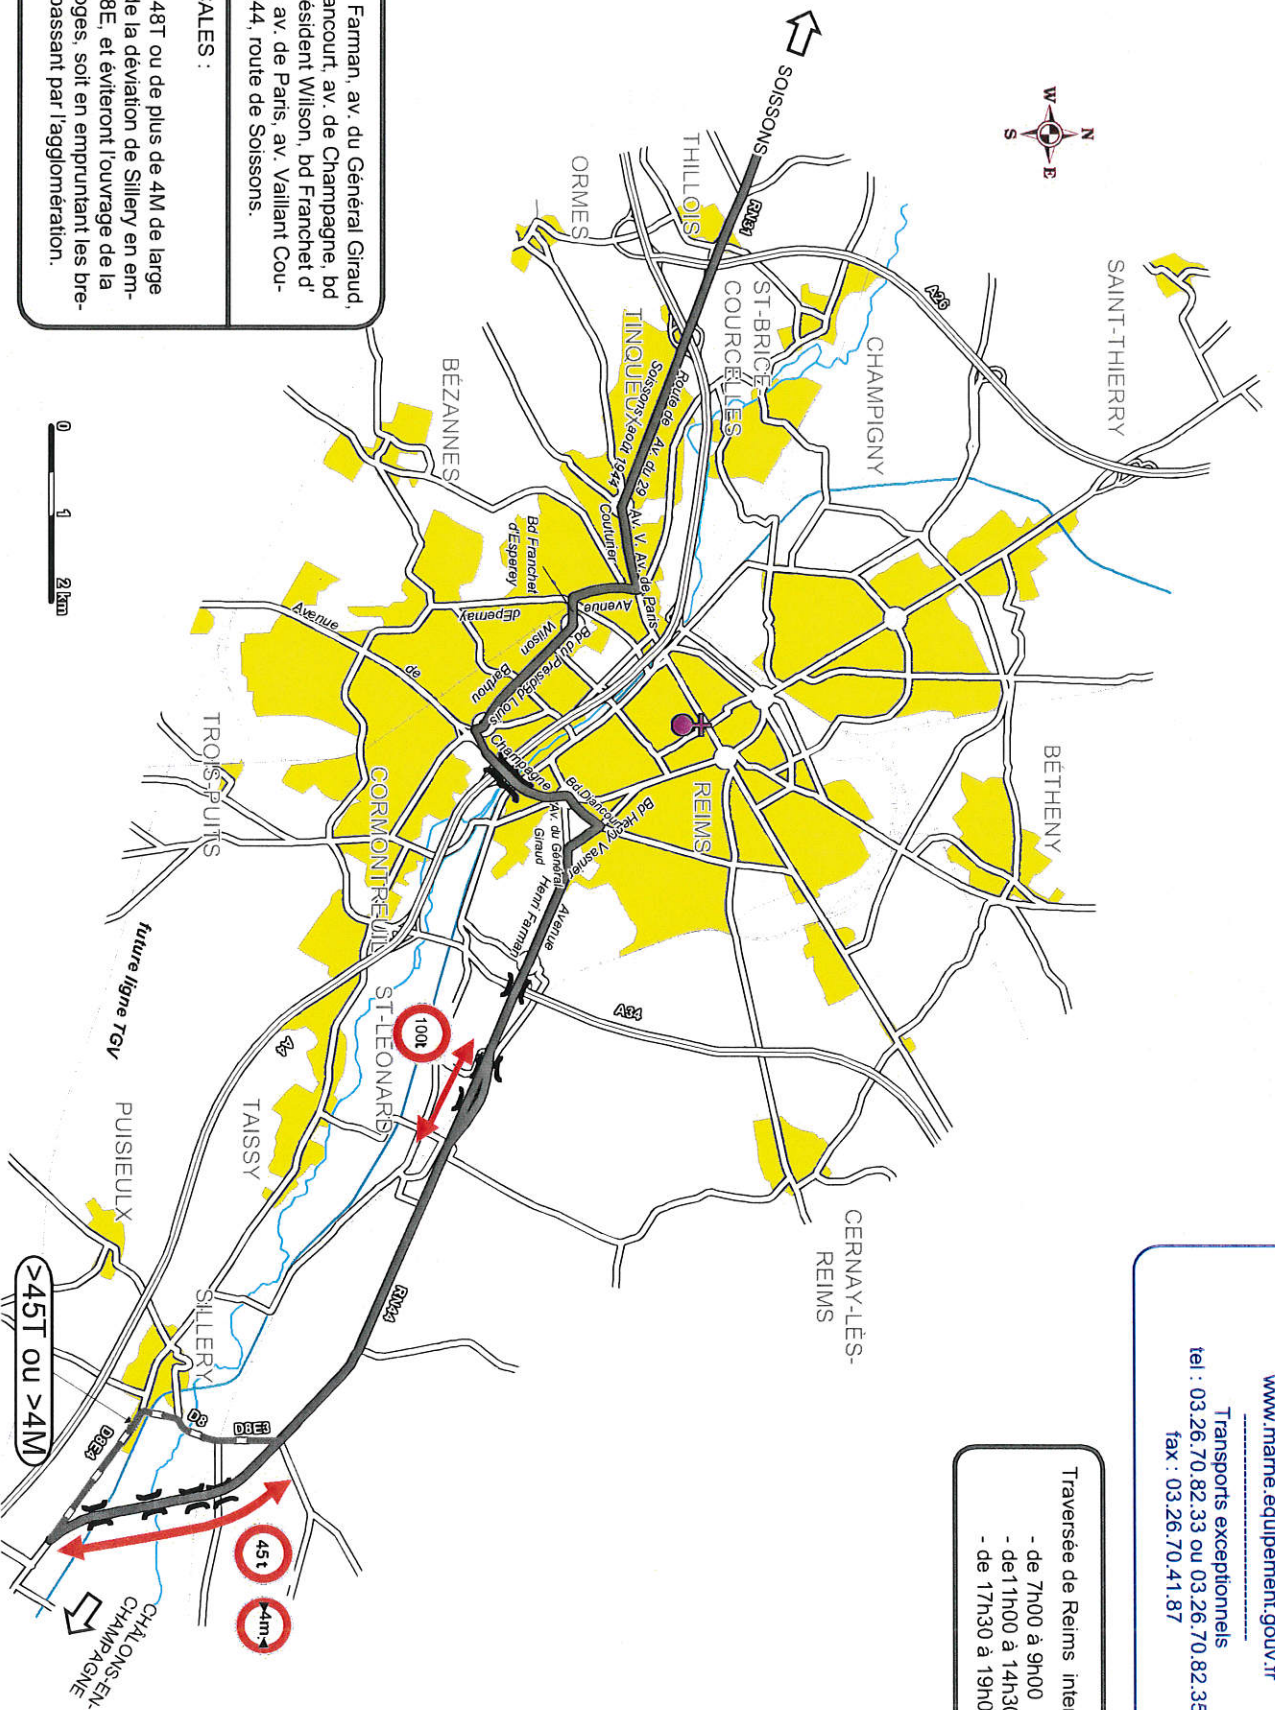 www.marne.equipement.gouv.fr
Transports exceptionnels
tel : 03.26.70.82.33 ou 03.26.70.82.35
fax : 03.26.70.41.87
Traversée de Reims
- de 7h00 à 9h00
- de11h00 à 14h30
- de 17h30 à
N
W
E
S
SAINT-THIERRY
BÉTHENY
CERNAY-LÈS-
REIMS
CHAMPIGNY
A26
ST-BRICE-
COURCELLES
REIMS
A34
SOISSONS
RN31
THILLOIS
ORMES
TINQUEUX
Route de
Soissons
Av. du 29
août 1944
Av. V.
Couturier
Av. de Paris
Avenue
d'Epernay
Bd Franchet
d'Esperey
Bd du Présid.
Wilson
Bd Louis
Barthou
Avenue
de
Champagne
Bd.Diancourt
Bd Henry Vasnier
Av. du Général
Giraud
Avenue
Henri Farman
BÉZANNES
CORMONTREUIL
TROIS-PUITS
ST-LÉONARD
100t
A4
TAISSY
future ligne TGV
PUISIEULX
SILLERY
RN44
D8E3
D8
D8E4
>45T ou >4M
45t
4m
CHÂLONS-EN-
CHAMPAGNE
0 1 2 km
Farman, av. du Général Giraud,
ancourt, av. de Champagne, bd
ésident Wilson, bd Franchet d'
av. de Paris, av. Vaillant Cou-
44, route de Soissons.
ALES :
48T ou de plus de 4M de large
de la déviation de Sillery en em-
8E, et éviteront l'ouvrage de la
oges, soit en empruntant les bre-
passant par l'agglomération.